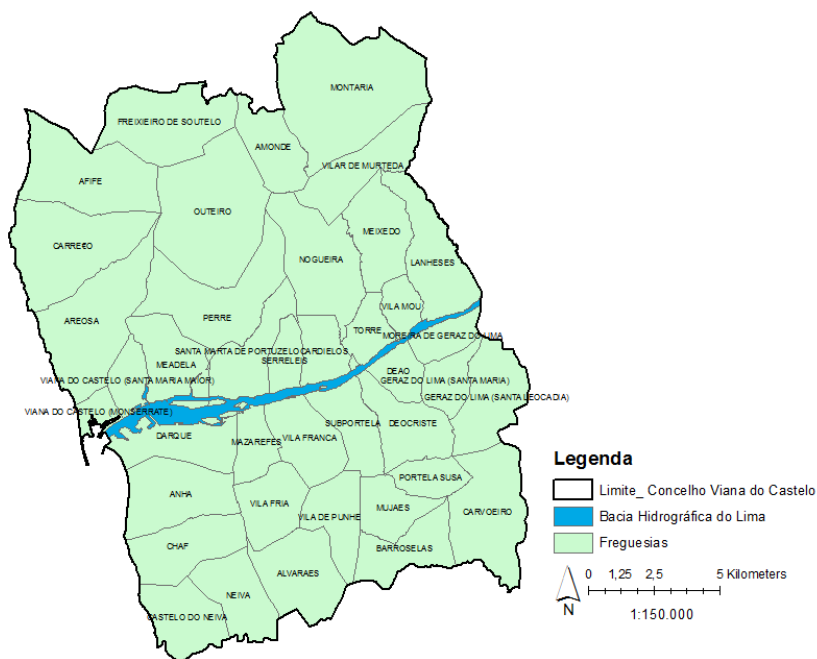 MONTARIA
FREIXIEIRO DE SOUTELO
AMONDE
VILAR DE MURTEDA
AFIFE
OUTEIRO
MEIXEDO
CARRE€O
NOGUEIRA
LANHESES
VILA MOU
AREOSA
PERRE
TORRE
MOREIRA DE GERAZ DO LIMA
SANTA MARTA DE PORTUZELO
CARDIELOS
SERRELEIS
MEADELA
DEAO
VIANA DO CASTELO (SANTA MARIA MAIOR)
GERAZ DO LIMA (SANTA MARIA)
GERAZ DO LIMA (SANTA LEOCADIA)
VIANA DO CASTELO (MONSERRATE)
SUBPORTELA
DEOCRISTE
DARQUE
MAZAREFES
VILA FRANCA
PORTELA SUSA
ANHA
VILA FRIA
MUJAES
CARVOEIRO
VILA DE PUNHE
CHAF
BARROSELAS
ALVARAES
NEIVA
CASTELO DO NEIVA
Legenda
Limite_ Concelho Viana do Castelo
Bacia Hidrográfica do Lima
Freguesias
N
0 1,25 2,5 5 Kilometers
1:150.000